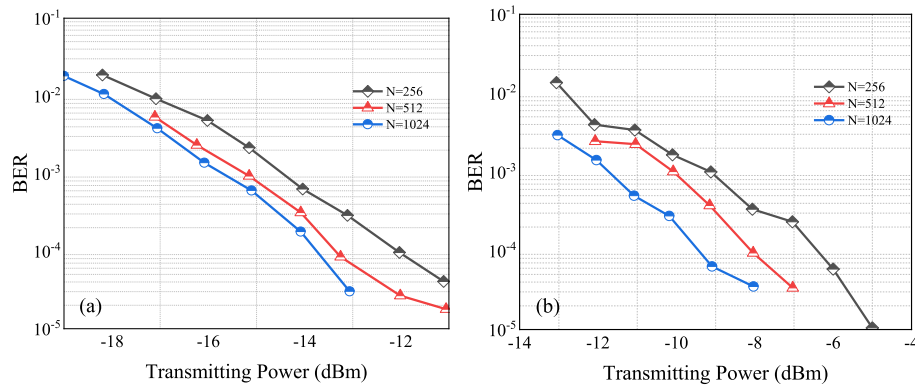 10^-1
10^-2
10^-3
10^-4
10^-5
BER
N=256
N=512
N=1024
(a)
-18
-16
-14
-12
Transmitting Power (dBm)
10^-1
10^-2
10^-3
10^-4
10^-5
BER
N=256
N=512
N=1024
(b)
-14
-12
-10
-8
-6
-4
Transmitting Power (dBm)